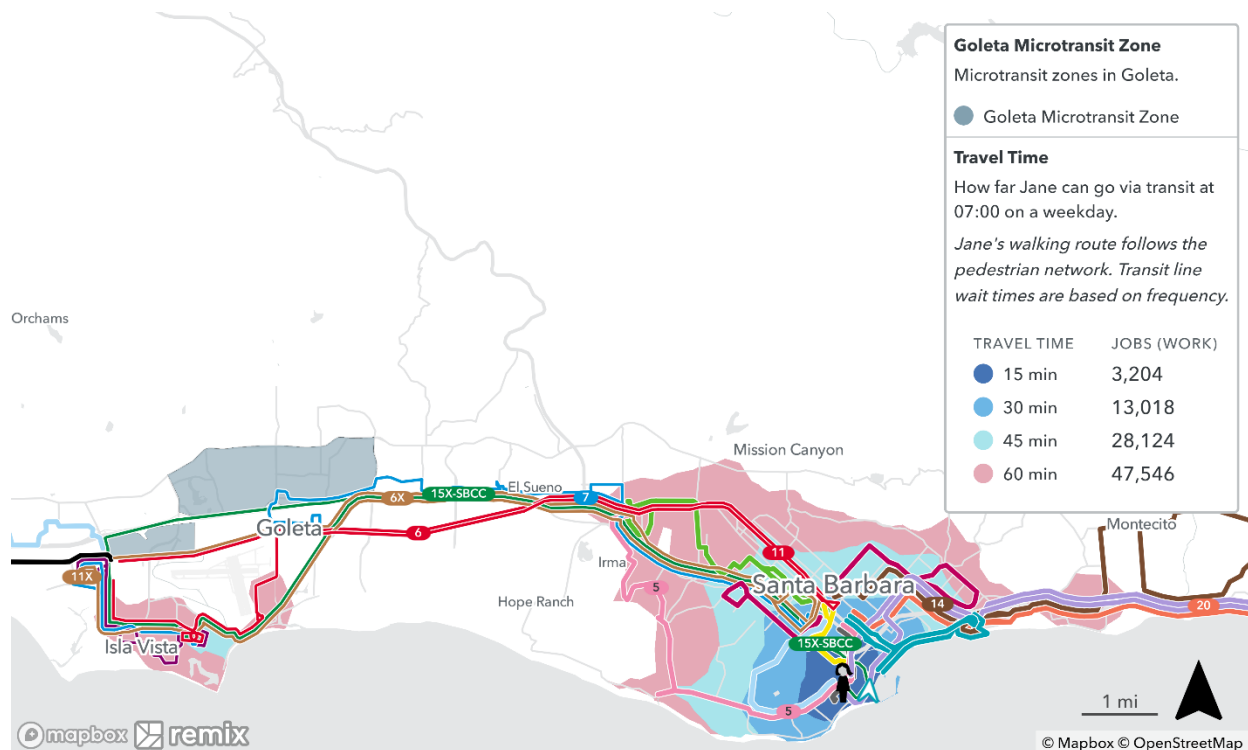 Goleta Microtransit Zone
Microtransit zones in Goleta.
Goleta Microtransit Zone
Travel Time
How far Jane can go via transit at
07:00 on a weekday.
Jane's walking route follows the
pedestrian network. Transit line
wait times are based on frequency.
TRAVEL TIME JOBS (WORK)
15 min 3,204
30 min 13,018
45 min 28,124
60 min 47,546
Orchams
Mission Canyon
El Sueno
6X
15X-SBCC
7
Goleta
6
Montecito
11
Irma
11X
5
Santa Barbara
Hope Ranch
14
20
Isla Vista
15X-SBCC
5
1 mi
mapbox remix
© Mapbox © OpenStreetMap